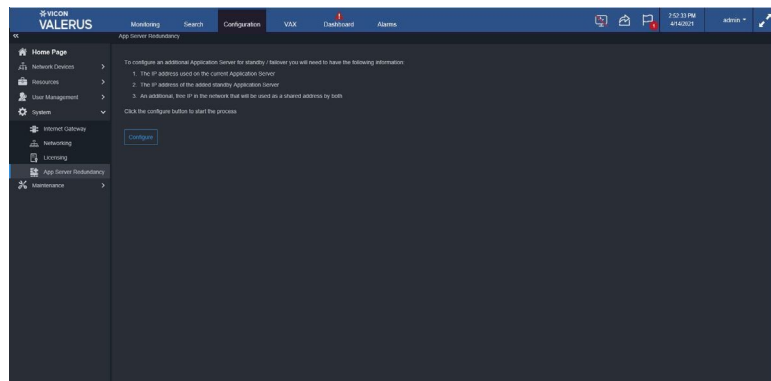 VICON
VALERUS
Monitoring Search Configuration VAX Dashboard Alarms
2:52:33 PM
4/14/2021
admin
App Server Redundancy
Home Page
Network Devices
Resources
User Management
System
Internet Gateway
Networking
Licensing
App Server Redundancy
Maintenance
To configure an additional Application Server for standby / failover you will need to have the following information:
1. The IP address used on the current Application Server
2. The IP address of the added standby Application Server
3. An additional, free IP in the network that will be used as a shared address by both
Click the configure button to start the process
Configure